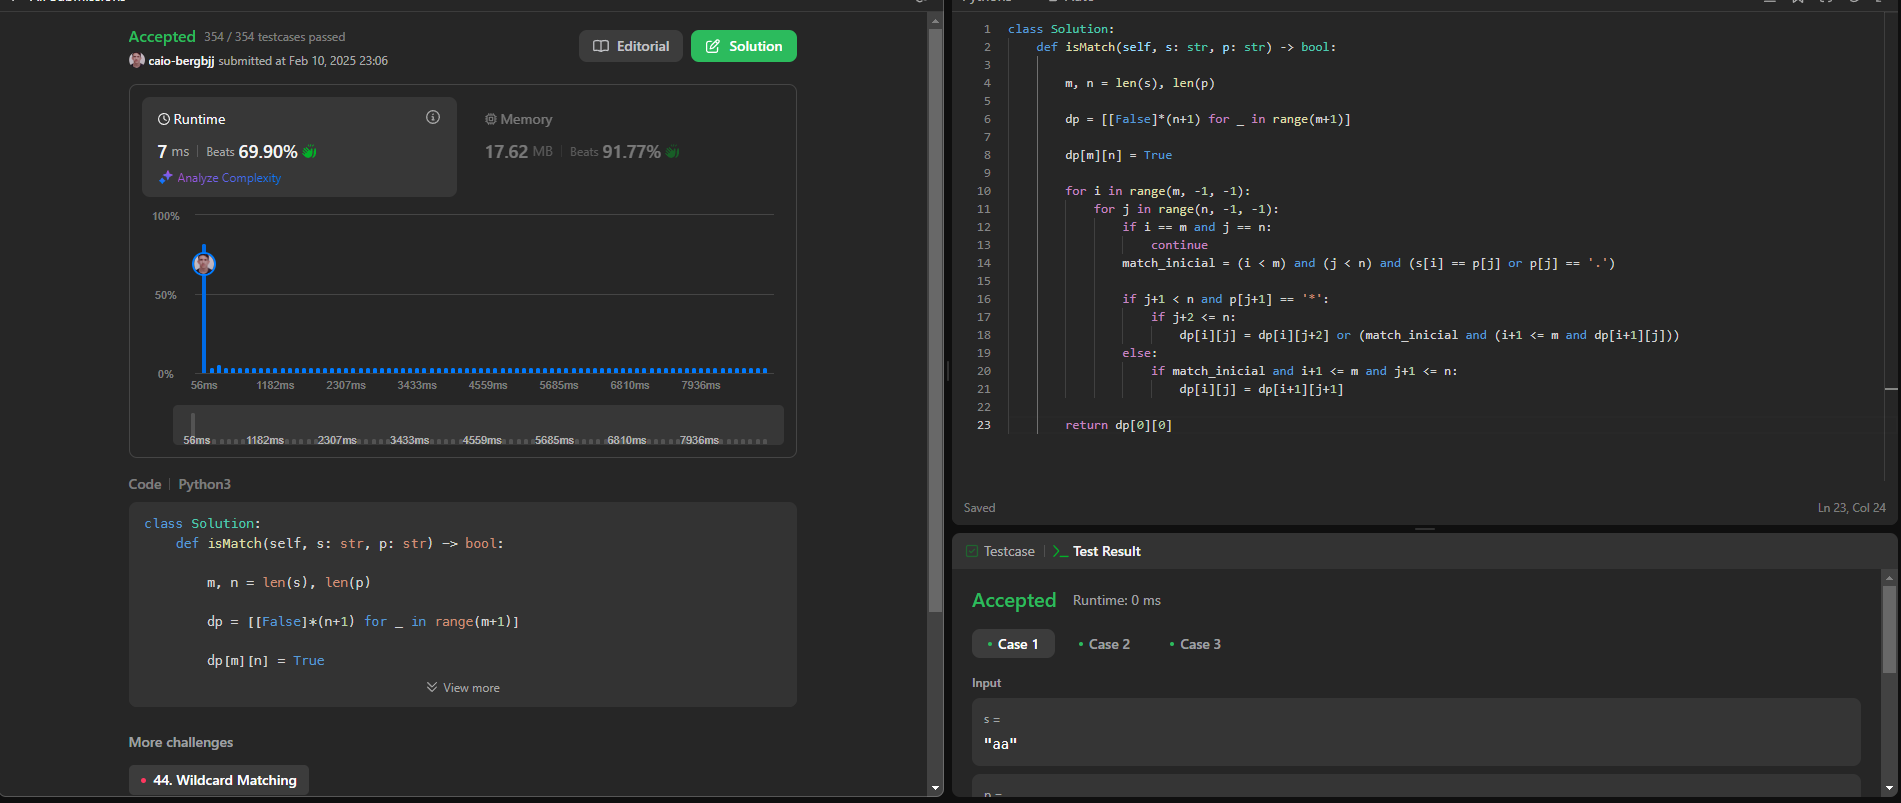 All Submissions
Accepted 354 / 354 testcases passed
caio-bergbjj submitted at Feb 10, 2025 23:06
Editorial
Solution
Runtime
7 ms | Beats 69.90%
Analyze Complexity
Memory
17.62 MB | Beats 91.77%
100%
50%
0%
56ms 1182ms 2307ms 3433ms 4559ms 5685ms 6810ms 7936ms
56ms 1182ms 2307ms 3433ms 4559ms 5685ms 6810ms 7936ms
Code | Python3
class Solution:
    def isMatch(self, s: str, p: str) -> bool:
        m, n = len(s), len(p)
        dp = [[False]*(n+1) for _ in range(m+1)]
        dp[m][n] = True
View more
More challenges
44. Wildcard Matching
Python3 Auto
1 class Solution:
2     def isMatch(self, s: str, p: str) -> bool:
3
4         m, n = len(s), len(p)
5
6         dp = [[False]*(n+1) for _ in range(m+1)]
7
8         dp[m][n] = True
9
10         for i in range(m, -1, -1):
11             for j in range(n, -1, -1):
12                 if i == m and j == n:
13                     continue
14                 match_inicial = (i < m) and (j < n) and (s[i] == p[j] or p[j] == '.')
15
16                 if j+1 < n and p[j+1] == '*':
17                     if j+2 <= n:
18                         dp[i][j] = dp[i][j+2] or (match_inicial and (i+1 <= m and dp[i+1][j]))
19                 else:
20                     if match_inicial and i+1 <= m and j+1 <= n:
21                         dp[i][j] = dp[i+1][j+1]
22
23         return dp[0][0]
Saved
Ln 23, Col 24
Testcase | Test Result
Accepted Runtime: 0 ms
Case 1 Case 2 Case 3
Input
s =
"aa"
p =